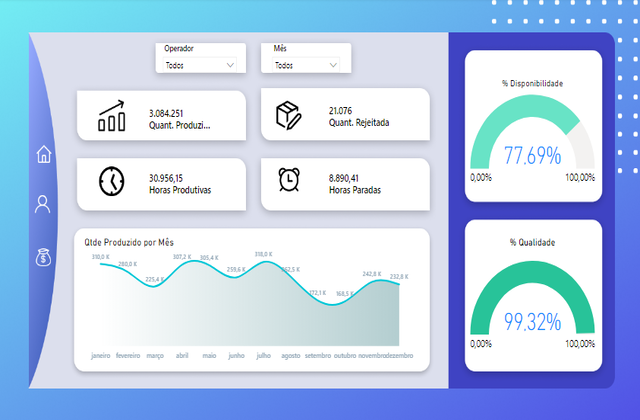 Operador
Todos
Mês
Todos
3.084.251
Quant. Produzi...
21.076
Quant. Rejeitada
30.956,15
Horas Produtivas
8.890,41
Horas Paradas
Qtde Produzido por Mês
310,0 K
280,0 K
225,4 K
307,2 K
305,4 K
259,6 K
318,0 K
262,5 K
172,1 K
168,5 K
242,8 K
232,8 K
janeiro fevereiro março abril maio junho julho agosto setembro outubro novembro dezembro
% Disponibilidade
77,69%
0,00% 100,00%
% Qualidade
99,32%
0,00% 100,00%